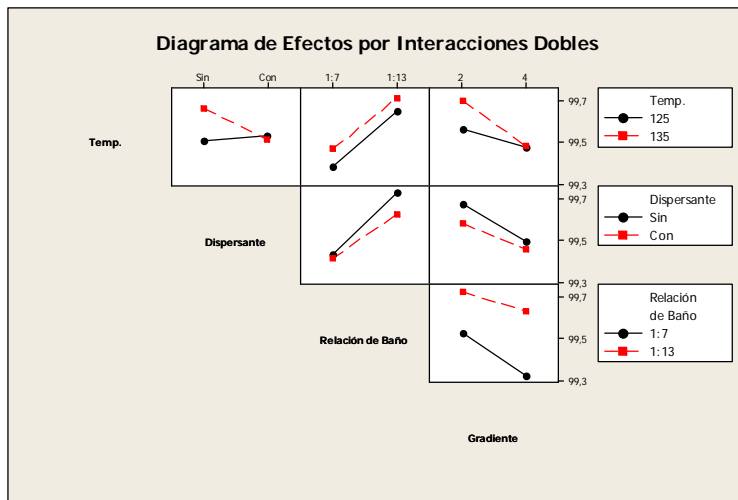 Diagrama de Efectos por Interacciones Dobles
Sin Con 1:7 1:13 2 4
99,7
99,5
99,3
Temp.
Temp.
125
135
99,7
99,5
99,3
Dispersante
Dispersante
Sin
Con
99,7
99,5
99,3
Relación de Baño
Relación
de Baño
1:7
1:13
Gradiente